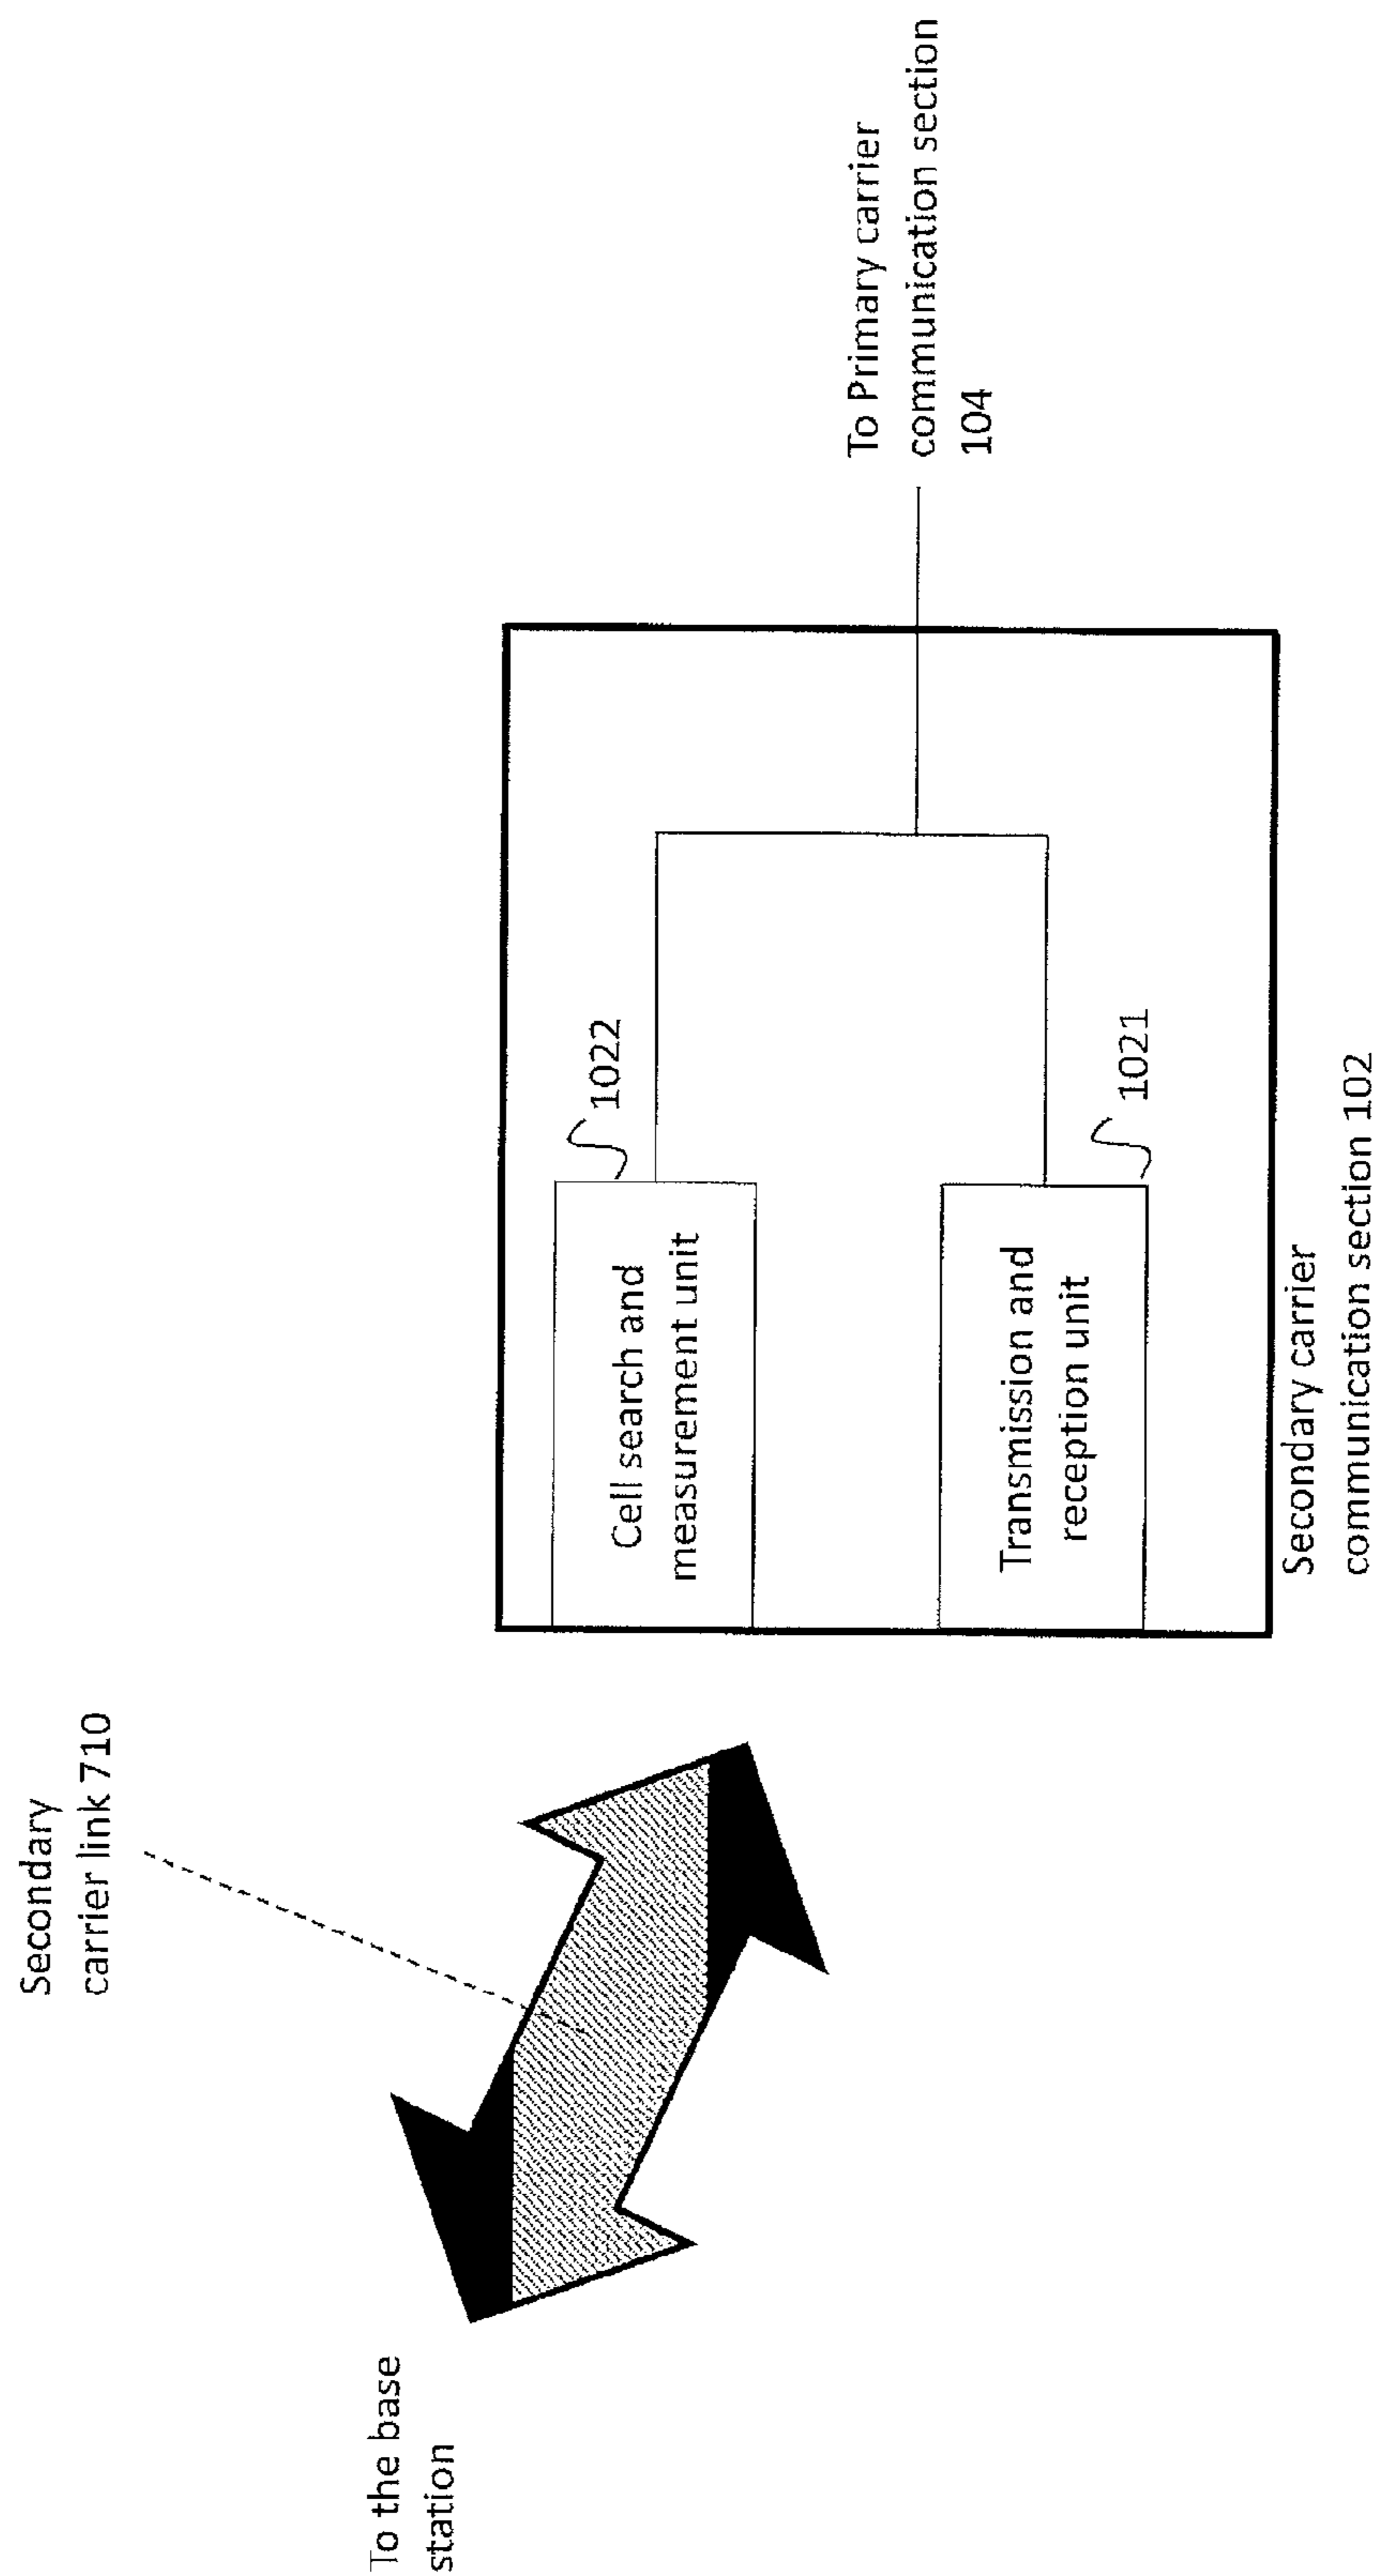 Secondary
carrier link 710
To the base
station
Cell search and
measurement unit
1022
Transmission and
reception unit
1021
To Primary carrier
communication section
104
Secondary carrier
communication section 102